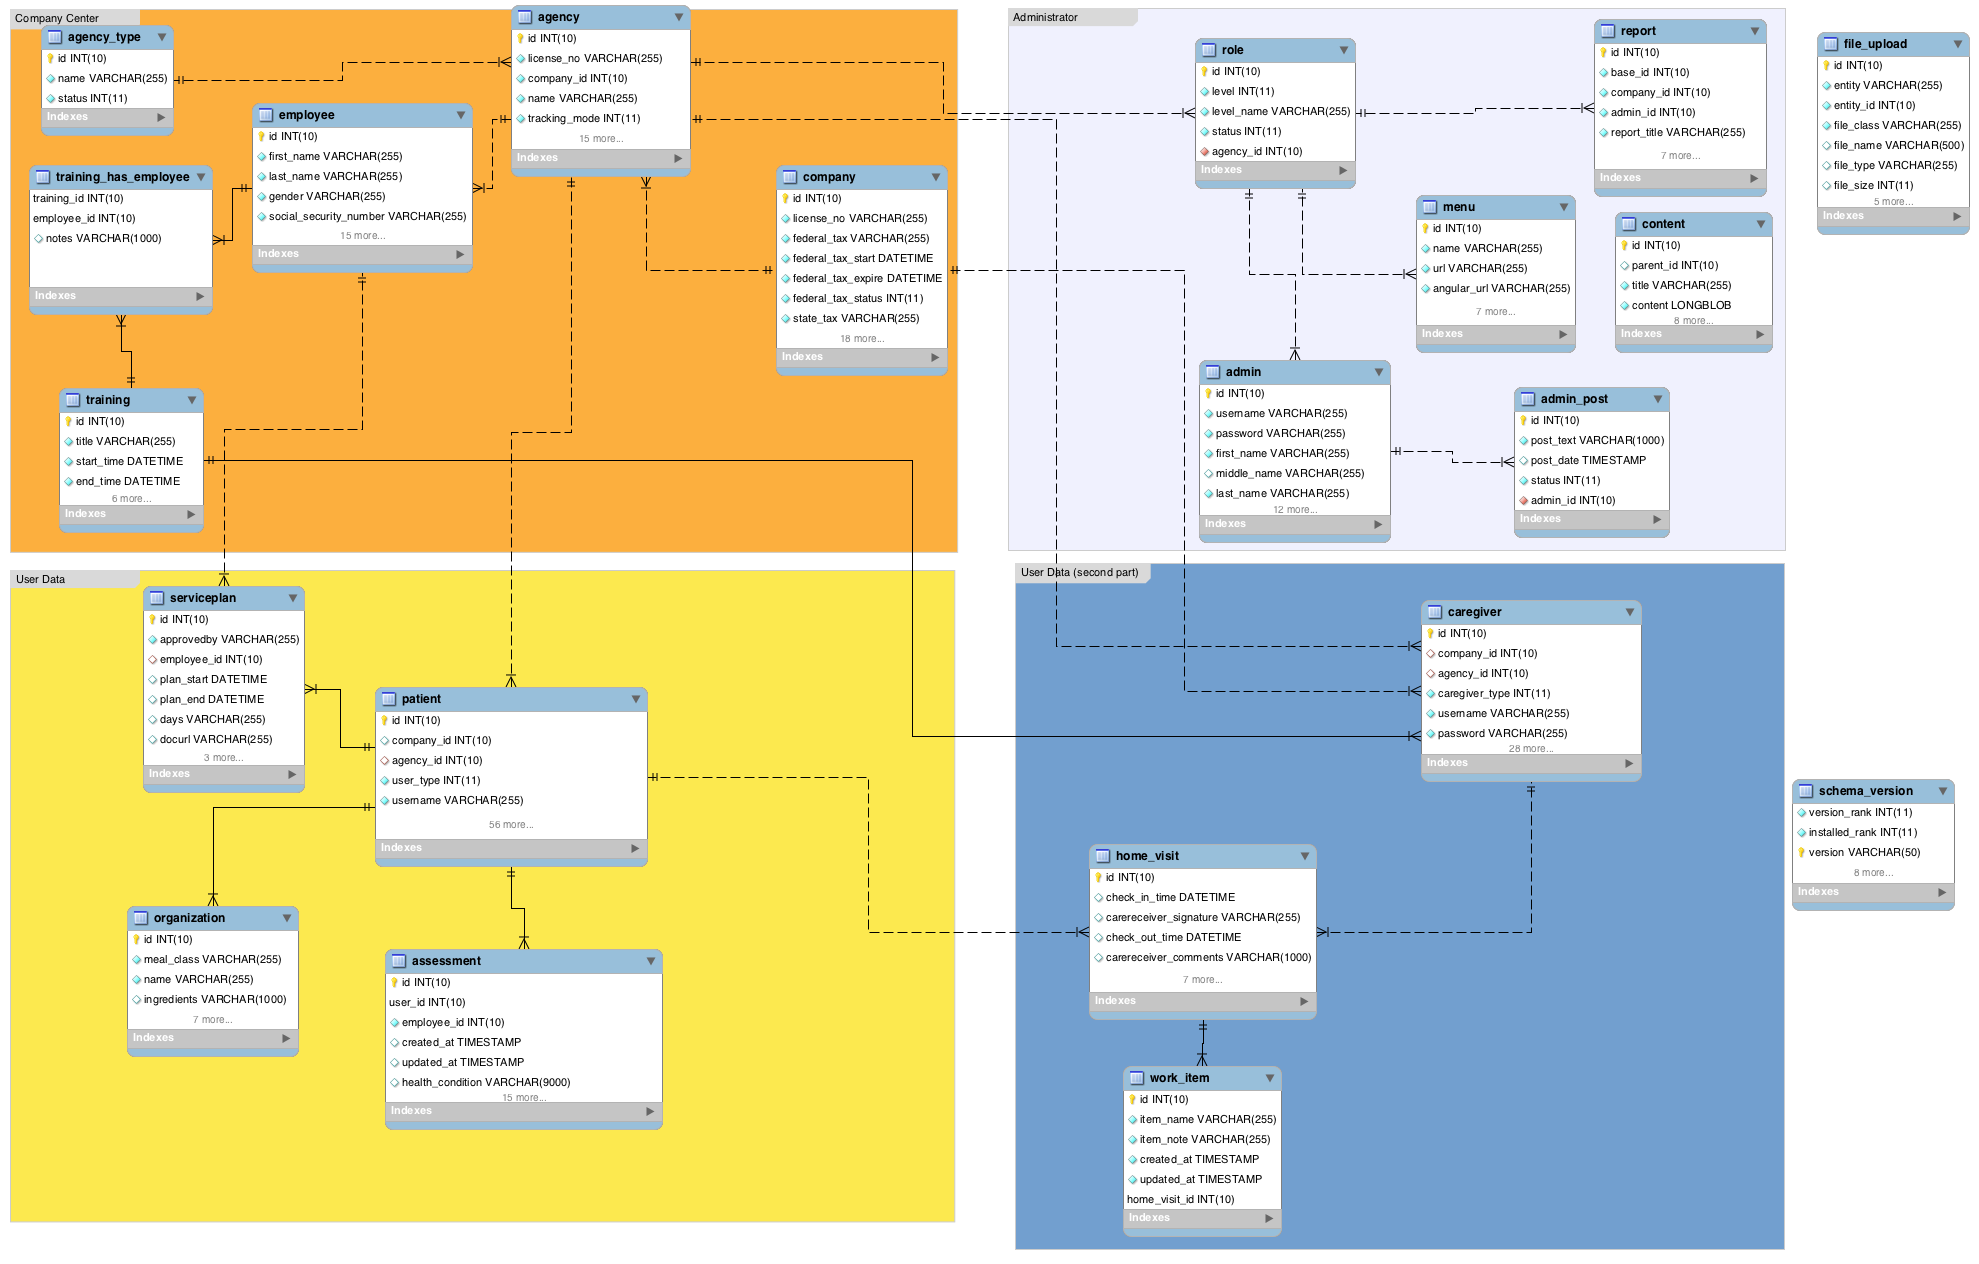 Company Center
agency_type
id INT(10)
name VARCHAR(255)
status INT(11)
Indexes
agency
id INT(10)
license_no VARCHAR(255)
company_id INT(10)
name VARCHAR(255)
tracking_mode INT(11)
15 more...
Indexes
employee
id INT(10)
first_name VARCHAR(255)
last_name VARCHAR(255)
gender VARCHAR(255)
social_security_number VARCHAR(255)
15 more...
Indexes
training_has_employee
training_id INT(10)
employee_id INT(10)
notes VARCHAR(1000)
Indexes
company
id INT(10)
license_no VARCHAR(255)
federal_tax VARCHAR(255)
federal_tax_start DATETIME
federal_tax_expire DATETIME
federal_tax_status INT(11)
state_tax VARCHAR(255)
18 more...
Indexes
training
id INT(10)
title VARCHAR(255)
start_time DATETIME
end_time DATETIME
6 more...
Indexes
Administrator
role
id INT(10)
level INT(11)
level_name VARCHAR(255)
status INT(11)
agency_id INT(10)
Indexes
report
id INT(10)
base_id INT(10)
company_id INT(10)
admin_id INT(10)
report_title VARCHAR(255)
7 more...
Indexes
menu
id INT(10)
name VARCHAR(255)
url VARCHAR(255)
angular_url VARCHAR(255)
7 more...
Indexes
content
id INT(10)
parent_id INT(10)
title VARCHAR(255)
content LONGBLOB
8 more...
Indexes
admin
id INT(10)
username VARCHAR(255)
password VARCHAR(255)
first_name VARCHAR(255)
middle_name VARCHAR(255)
last_name VARCHAR(255)
12 more...
Indexes
admin_post
id INT(10)
post_text VARCHAR(1000)
post_date TIMESTAMP
status INT(11)
admin_id INT(10)
Indexes
file_upload
id INT(10)
entity VARCHAR(255)
entity_id INT(10)
file_class VARCHAR(255)
file_name VARCHAR(500)
file_type VARCHAR(255)
file_size INT(11)
5 more...
Indexes
User Data
serviceplan
id INT(10)
approvedby VARCHAR(255)
employee_id INT(10)
plan_start DATETIME
plan_end DATETIME
days VARCHAR(255)
docurl VARCHAR(255)
3 more...
Indexes
patient
id INT(10)
company_id INT(10)
agency_id INT(10)
user_type INT(11)
username VARCHAR(255)
56 more...
Indexes
organization
id INT(10)
meal_class VARCHAR(255)
name VARCHAR(255)
ingredients VARCHAR(1000)
7 more...
Indexes
assessment
id INT(10)
user_id INT(10)
employee_id INT(10)
created_at TIMESTAMP
updated_at TIMESTAMP
health_condition VARCHAR(9000)
15 more...
Indexes
User Data (second part)
caregiver
id INT(10)
company_id INT(10)
agency_id INT(10)
caregiver_type INT(11)
username VARCHAR(255)
password VARCHAR(255)
28 more...
Indexes
home_visit
id INT(10)
check_in_time DATETIME
carereceiver_signature VARCHAR(255)
check_out_time DATETIME
carereceiver_comments VARCHAR(1000)
7 more...
Indexes
work_item
id INT(10)
item_name VARCHAR(255)
item_note VARCHAR(255)
created_at TIMESTAMP
updated_at TIMESTAMP
home_visit_id INT(10)
Indexes
schema_version
version_rank INT(11)
installed_rank INT(11)
version VARCHAR(50)
8 more...
Indexes